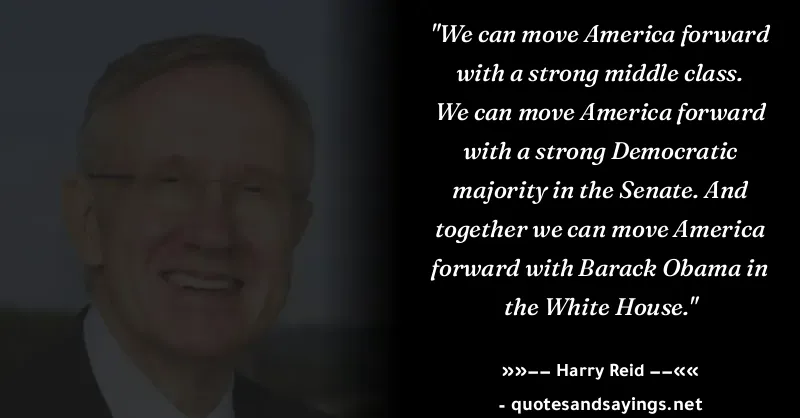 "We can move America forward
with a strong middle class.
We can move America forward
with a strong Democratic
majority in the Senate. And
together we can move America
forward with Barack Obama in
the White House."
»»−− Harry Reid −−««
- quotesandsayings.net